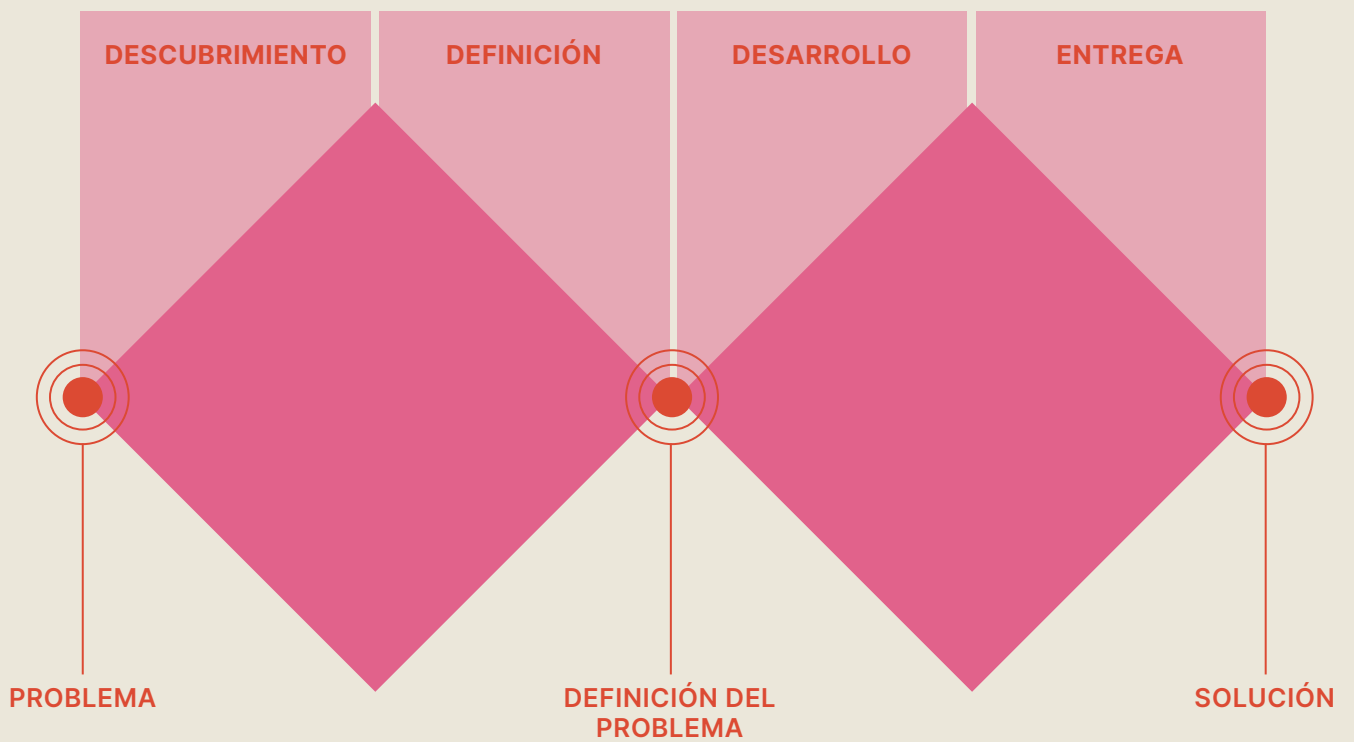 DESCUBRIMIENTO
DEFINICIÓN
DESARROLLO
ENTREGA
PROBLEMA
DEFINICIÓN DEL
PROBLEMA
SOLUCIÓN